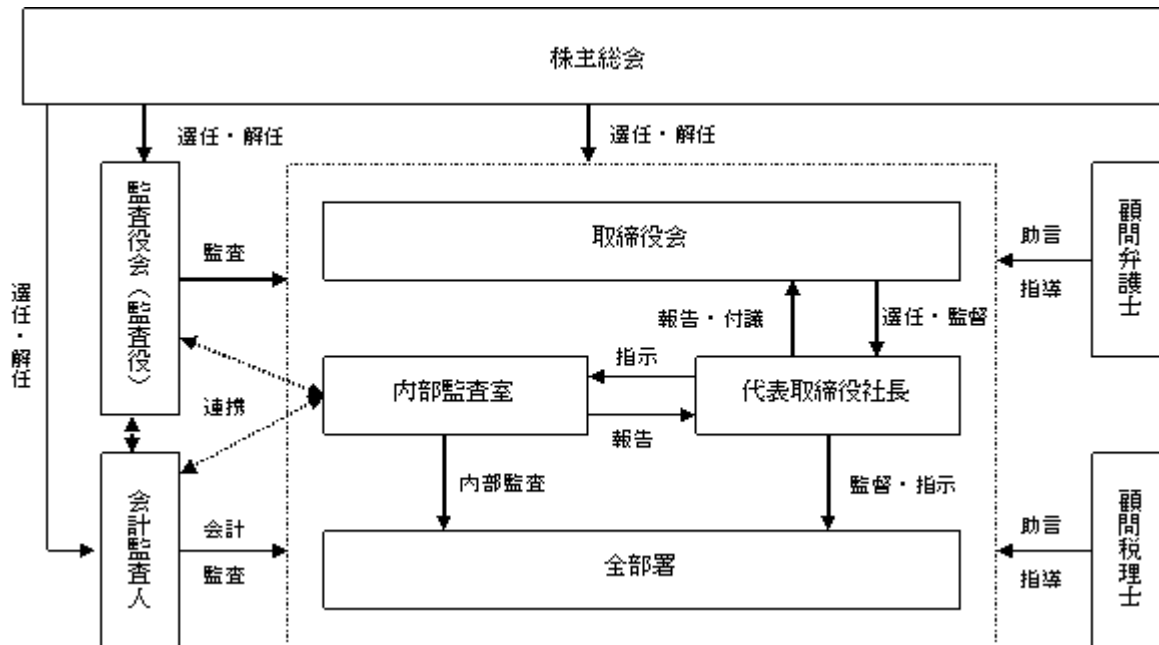 株主総会
選任・解任
選任・解任
選任・解任
監査役会（監査役）
監査
取締役会
助言
指導
顧問弁護士
報告・付議
選任・監督
内部監査室
指示
報告
代表取締役社長
連携
内部監査
監督・指示
会計監査人
会計
監査
全部署
助言
指導
顧問税理士